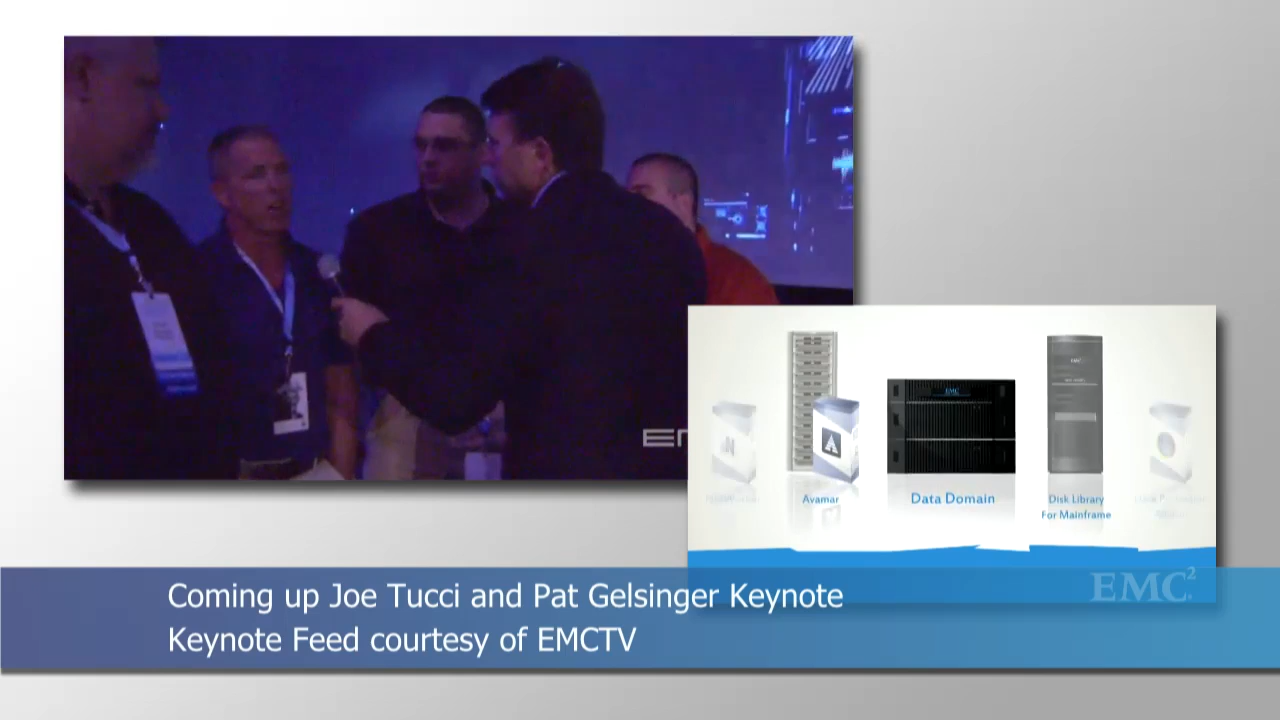 EMC
EMC²
Avamar
Data Domain
Disk Library
For Mainframe
EMC²
Coming up Joe Tucci and Pat Gelsinger Keynote
Keynote Feed courtesy of EMCTV